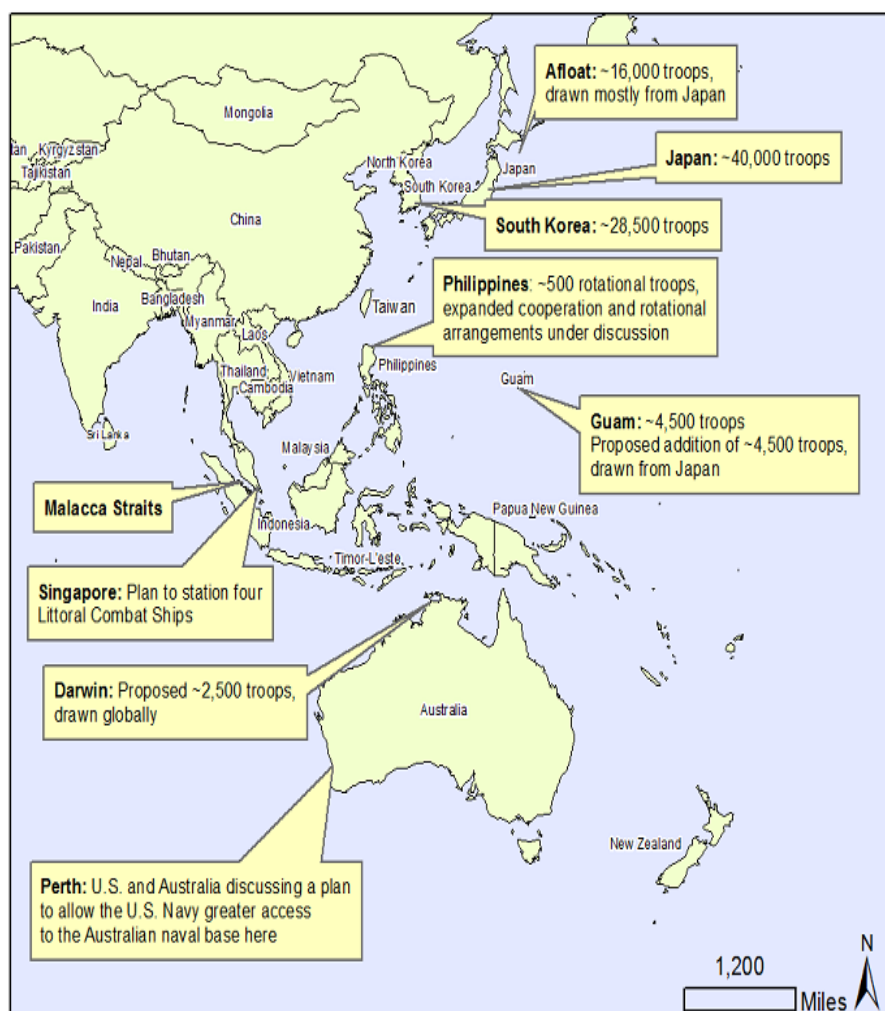 Afloat: ~16,000 troops,
drawn mostly from Japan
Mongolia
tan
Kyrgyzstan
Tajikistan
North Korea
Japan
Japan: ~40,000 troops
South Korea
China
South Korea: ~28,500 troops
Pakistan
Nepal
Bhutan
Philippines: ~500 rotational troops,
expanded cooperation and rotational
arrangements under discussion
India
Bangladesh
Taiwan
Myanmar
Laos
Thailand
Vietnam
Cambodia
Philippines
Guam
Guam: ~4,500 troops
Proposed addition of ~4,500 troops,
drawn from Japan
Sri Lanka
Malaysia
Malacca Straits
Papua New Guinea
Indonesia
Timor-L'este
Singapore: Plan to station four
Littoral Combat Ships
Darwin: Proposed ~2,500 troops,
drawn globally
Australia
New Zealand
Perth: U.S. and Australia discussing a plan
to allow the U.S. Navy greater access
to the Australian naval base here
N
1,200
Miles